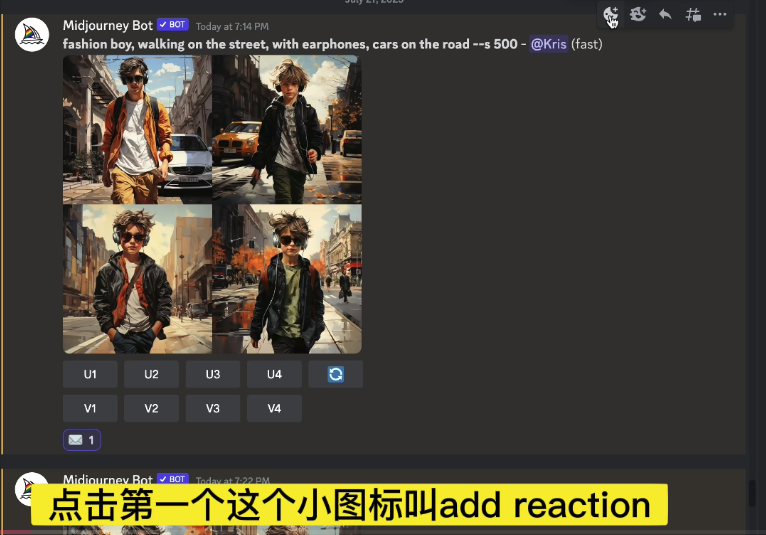 July 21, 2023
Midjourney Bot ✓ BOT Today at 7:14 PM
fashion boy, walking on the street, with earphones, cars on the road --s 500 - @Kris (fast)
U1 U2 U3 U4
V1 V2 V3 V4
1
Midjourney Bot ✓ BOT Today at 7:22 PM
点击第一个这个小图标叫add reaction